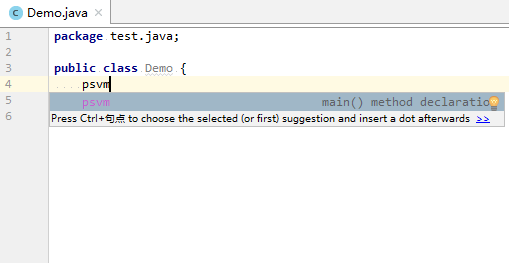 Demo.java
1 package test.java;
2
3 public class Demo {
4 psvm
5 psvm main() method declaratio
6 Press Ctrl+句点 to choose the selected (or first) suggestion and insert a dot afterwards >>